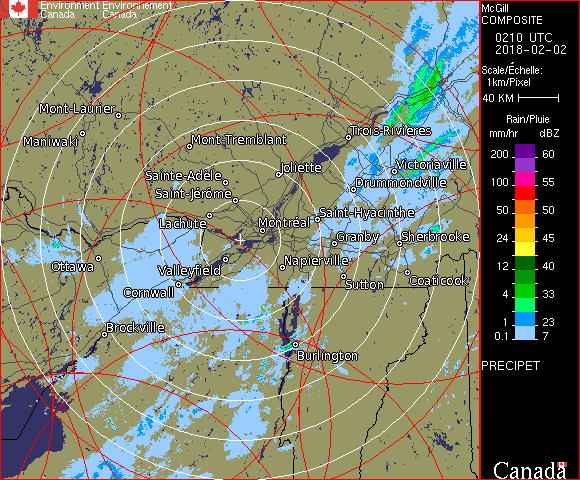 Environment Environnement
Canada Canada
McGill
COMPOSITE
0210 UTC
2018-02-02
Scale/Échelle:
1km/Pixel
40 KM
Rain/Pluie
mm/hr dBZ
200 60
100 55
50 50
24 45
12 40
4 33
1 23
0.1 7
PRECIPET
Canada
Mont-Laurier
Maniwaki
Mont-Tremblant
Trois-Rivières
Victoriaville
Joliette
Sainte-Adèle
Drummondville
Saint-Jérôme
Lachute
Saint-Hyacinthe
Montréal
Granby
Sherbrooke
Ottawa
Valleyfield
Napierville
Sutton
Coaticook
Cornwall
Brockville
Burlington